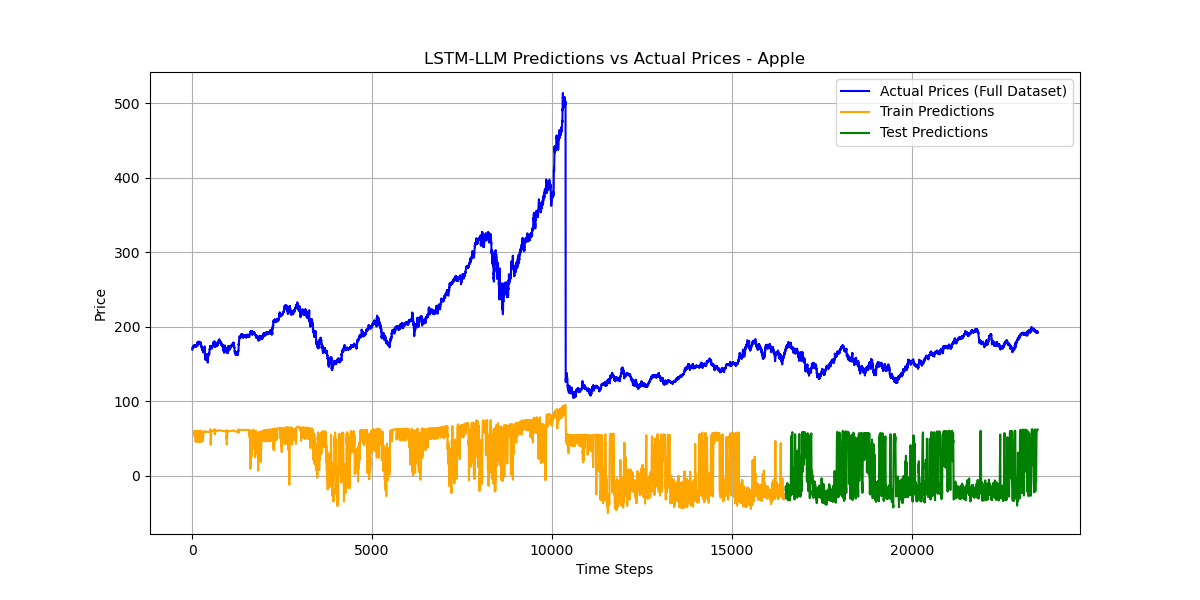 LSTM-LLM Predictions vs Actual Prices - Apple
Actual Prices (Full Dataset)
Train Predictions
Test Predictions
500
400
300
200
100
0
Price
0 5000 10000 15000 20000
Time Steps